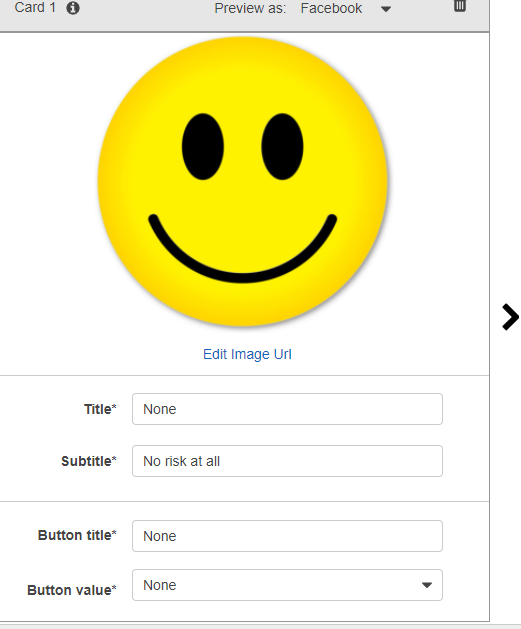 Card 1 Preview as: Facebook
Edit Image Url
Title* None
Subtitle* No risk at all
Button title* None
Button value* None